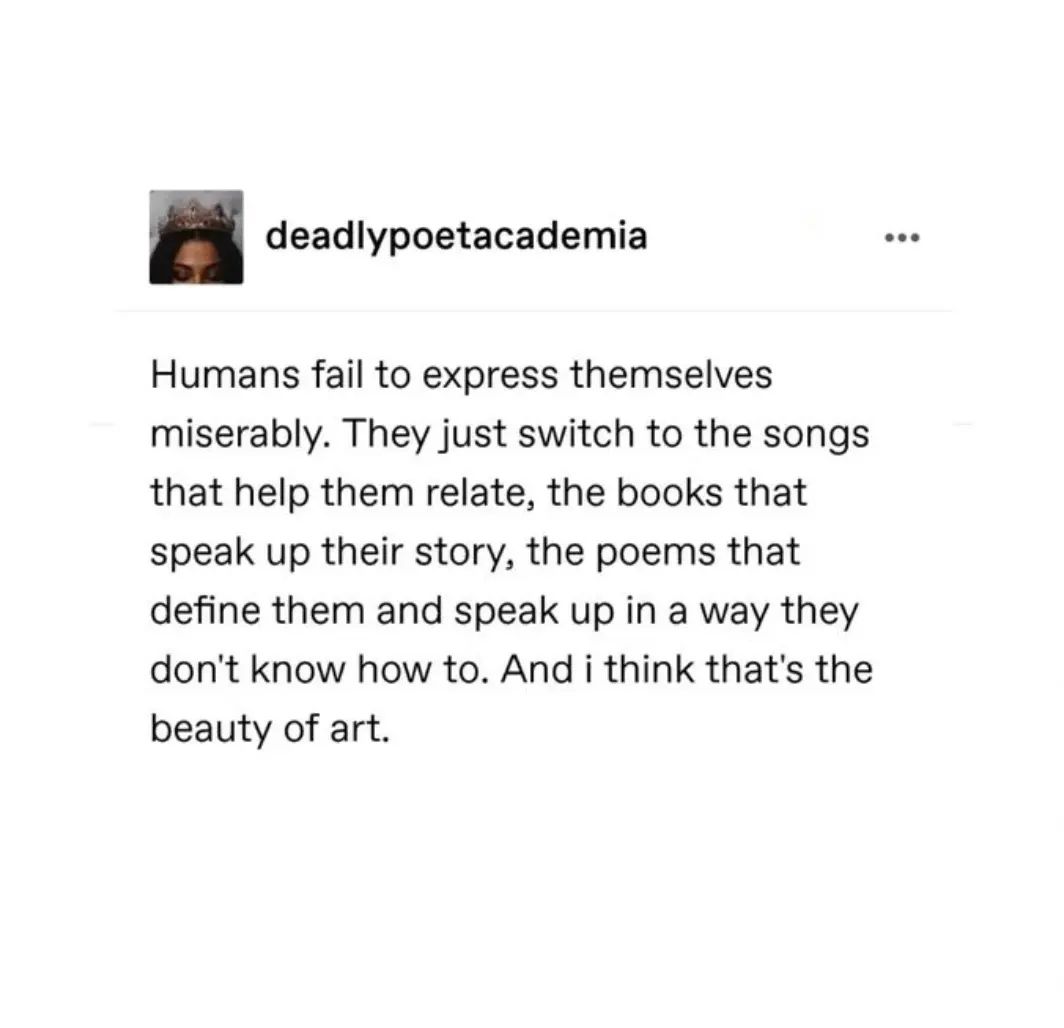 deadlypoetacademia
Humans fail to express themselves
miserably. They just switch to the songs
that help them relate, the books that
speak up their story, the poems that
define them and speak up in a way they
don't know how to. And i think that's the
beauty of art.